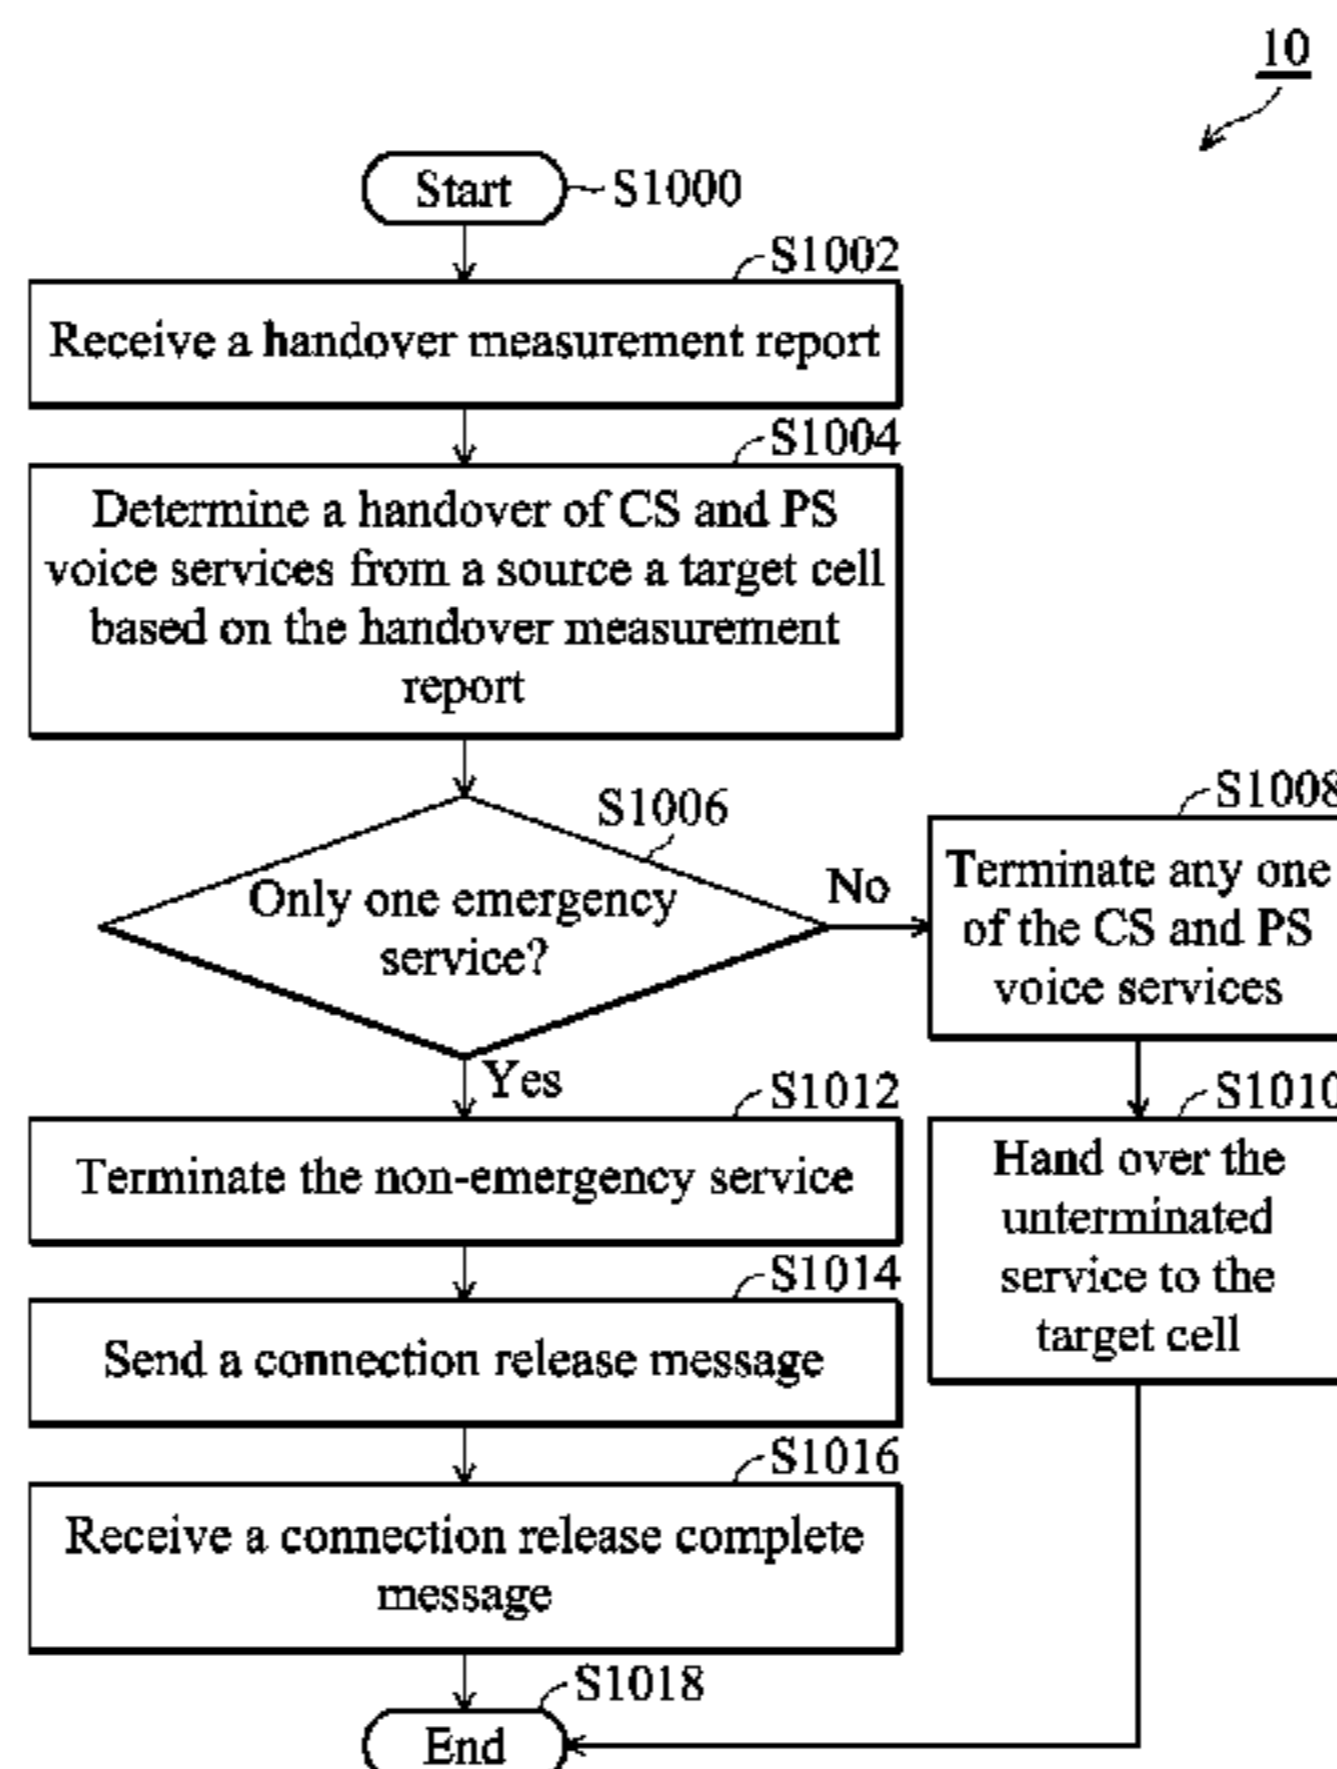 10
Start
S1000
S1002
Receive a handover measurement report
S1004
Determine a handover of CS and PS
voice services from a source a target cell
based on the handover measurement
report
S1006
Only one emergency
service?
No
S1008
Terminate any one
of the CS and PS
voice services
Yes
S1010
Hand over the
unterminated
service to the
target cell
S1012
Terminate the non-emergency service
S1014
Send a connection release message
S1016
Receive a connection release complete
message
S1018
End